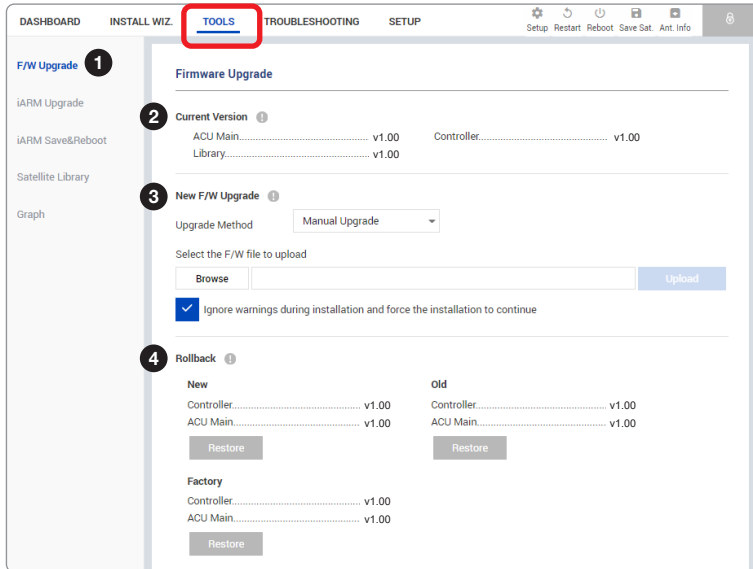 DASHBOARD INSTALL WIZ. TOOLS TROUBLESHOOTING SETUP
Setup Restart Reboot Save Sat. Ant. Info
F/W Upgrade 1
iARM Upgrade
iARM Save&Reboot
Satellite Library
Graph
Firmware Upgrade
2 Current Version !
ACU Main v1.00 Controller v1.00
Library v1.00
3 New F/W Upgrade !
Upgrade Method Manual Upgrade
Select the F/W file to upload
Browse Upload
Ignore warnings during installation and force the installation to continue
4 Rollback !
New Old
Controller v1.00 Controller v1.00
ACU Main v1.00 ACU Main v1.00
Restore Restore
Factory
Controller v1.00
ACU Main v1.00
Restore